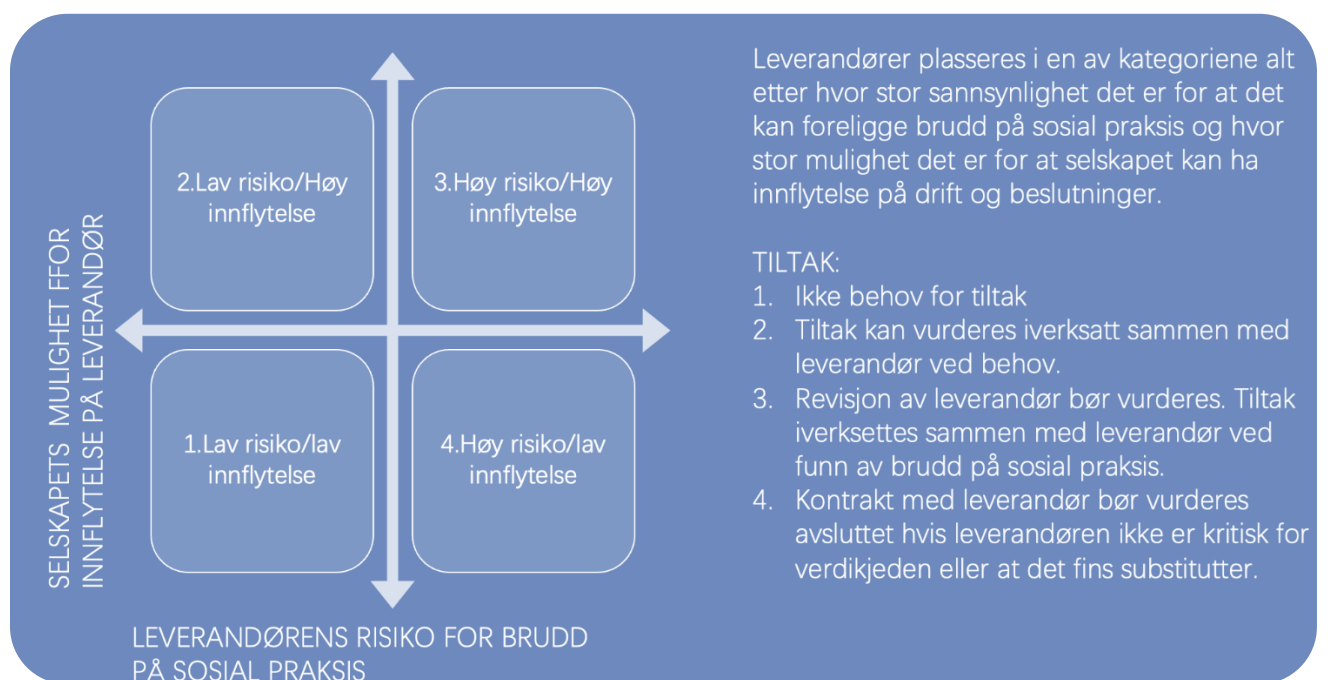 SELSKAPETS MULIGHET FFOR
INNFLYTELSE PÅ LEVERANDØR
2.Lav risiko/Høy
innflytelse
3.Høy risiko/Høy
innflytelse
1.Lav risiko/lav
innflytelse
4.Høy risiko/lav
innflytelse
LEVERANDØRENS RISIKO FOR BRUDD
PÅ SOSIAL PRAKSIS
Leverandører plasseres i en av kategoriene alt
etter hvor stor sannsynlighet det er for at det
kan foreligge brudd på sosial praksis og hvor
stor mulighet det er for at selskapet kan ha
innflytelse på drift og beslutninger.
TILTAK:
1. Ikke behov for tiltak
2. Tiltak kan vurderes iverksatt sammen med
leverandør ved behov.
3. Revisjon av leverandør bør vurderes. Tiltak
iverksettes sammen med leverandør ved
funn av brudd på sosial praksis.
4. Kontrakt med leverandør bør vurderes
avsluttet hvis leverandøren ikke er kritisk for
verdikjeden eller at det fins substitutter.